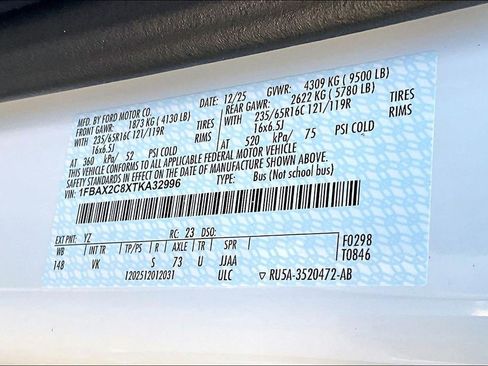 MFD. BY FORD MOTOR CO. DATE: 12/25 GVWR: 4309 KG ( 9500 LB)
FRONT GAWR: 1873 KG ( 4130 LB) REAR GAWR: 2622 KG ( 5780 LB)
WITH 235/65R16C 121/119R TIRES WITH 235/65R16C 121/119R TIRES
16x6.5J RIMS 16x6.5J RIMS
AT 360 kPa/ 52 PSI COLD AT 520 kPa/ 75 PSI COLD
THIS VEHICLE CONFORMS TO ALL APPLICABLE FEDERAL MOTOR VEHICLE
SAFETY STANDARDS IN EFFECT ON THE DATE OF MANUFACTURE SHOWN ABOVE.
VIN: 1FBAX2C8XTKA32996 TYPE: Bus (Not school bus)
EXT PNT: YZ RC: 23 DSO: F0298
WB INT TR TP/PS R AXLE TR SPR T0846
148 VK S 73 U JJAA
1202512012031 ULC ▽ RU5A-3520472-AB